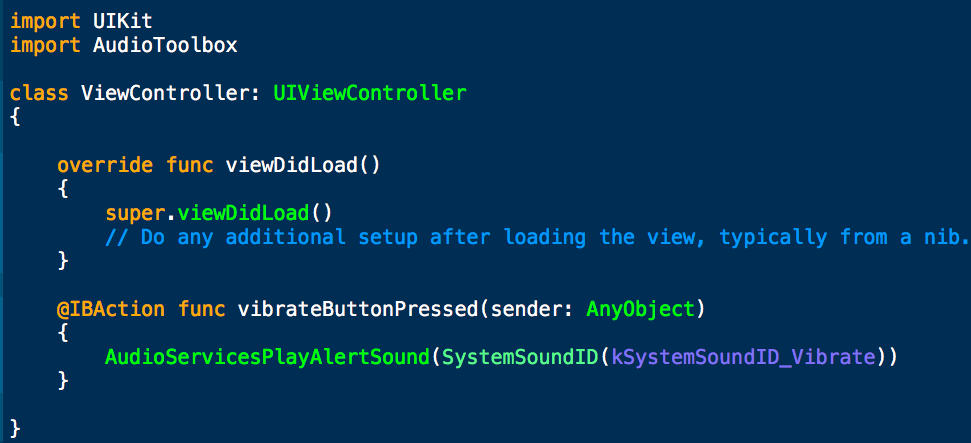 import UIKit
import AudioToolbox
class ViewController: UIViewController
{
override func viewDidLoad()
{
super.viewDidLoad()
// Do any additional setup after loading the view, typically from a nib.
}
@IBAction func vibrateButtonPressed(sender: AnyObject)
{
AudioServicesPlayAlertSound(SystemSoundID(kSystemSoundID_Vibrate))
}
}